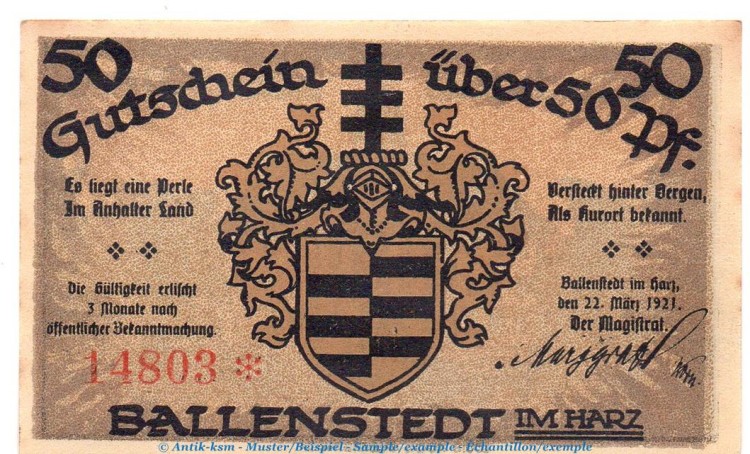 50
50
Gutschein über 50 Pf.
Es liegt eine Perle
Im Anhalter Land
Versteckt hinter Bergen,
Als Kurort bekannt.
Die Gültigkeit erlischt
3 Monate nach
öffentlicher Bekanntmachung.
Ballenstedt im Harz,
den 22. März 1921.
Der Magistrat.
14803 *
BALLENSTEDT IM HARZ
© Antik-ksm - Muster/Beispiel - Sample/example - Echantillon/exemple